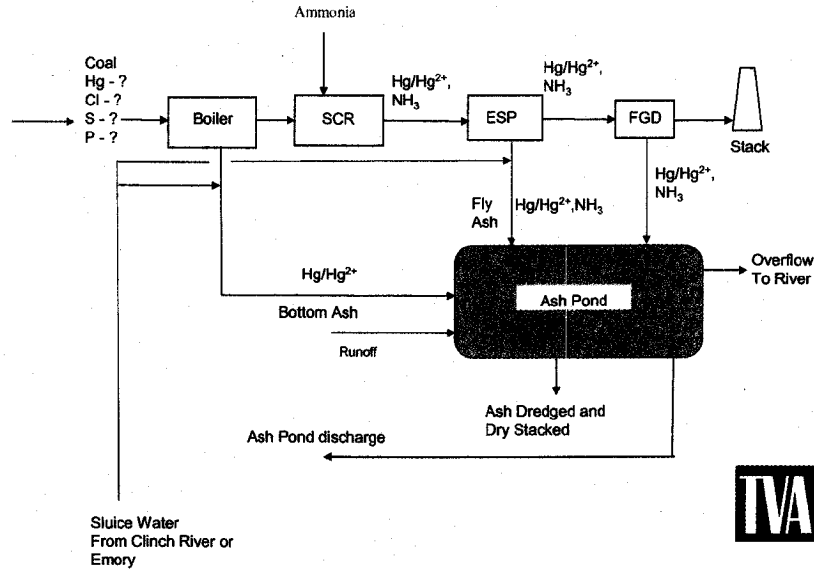 Ammonia
Coal
Hg - ?
Cl - ?
S - ?
P - ?
Boiler
SCR
Hg/Hg²⁺,
NH₃
ESP
Hg/Hg²⁺,
NH₃
FGD
Stack
Fly
Ash
Hg/Hg²⁺,NH₃
Hg/Hg²⁺,
NH₃
Hg/Hg²⁺
Bottom Ash
Runoff
Ash Pond
Overflow
To River
Ash Dredged and
Dry Stacked
Ash Pond discharge
Sluice Water
From Clinch River or
Emory
TVA